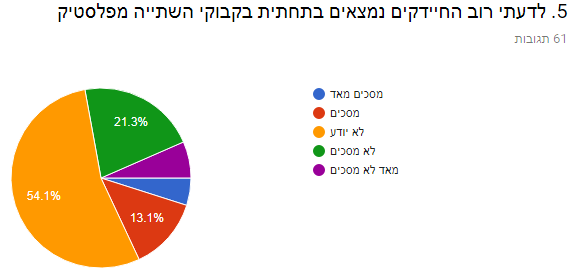 5. לדעתי רוב החיידקים נמצאים בתחתית בקבוקי השתייה מפלסטיק
61 תגובות
מסכים מאד
מסכים
לא יודע
לא מסכים
מאד לא מסכים
21.3%
54.1%
13.1%